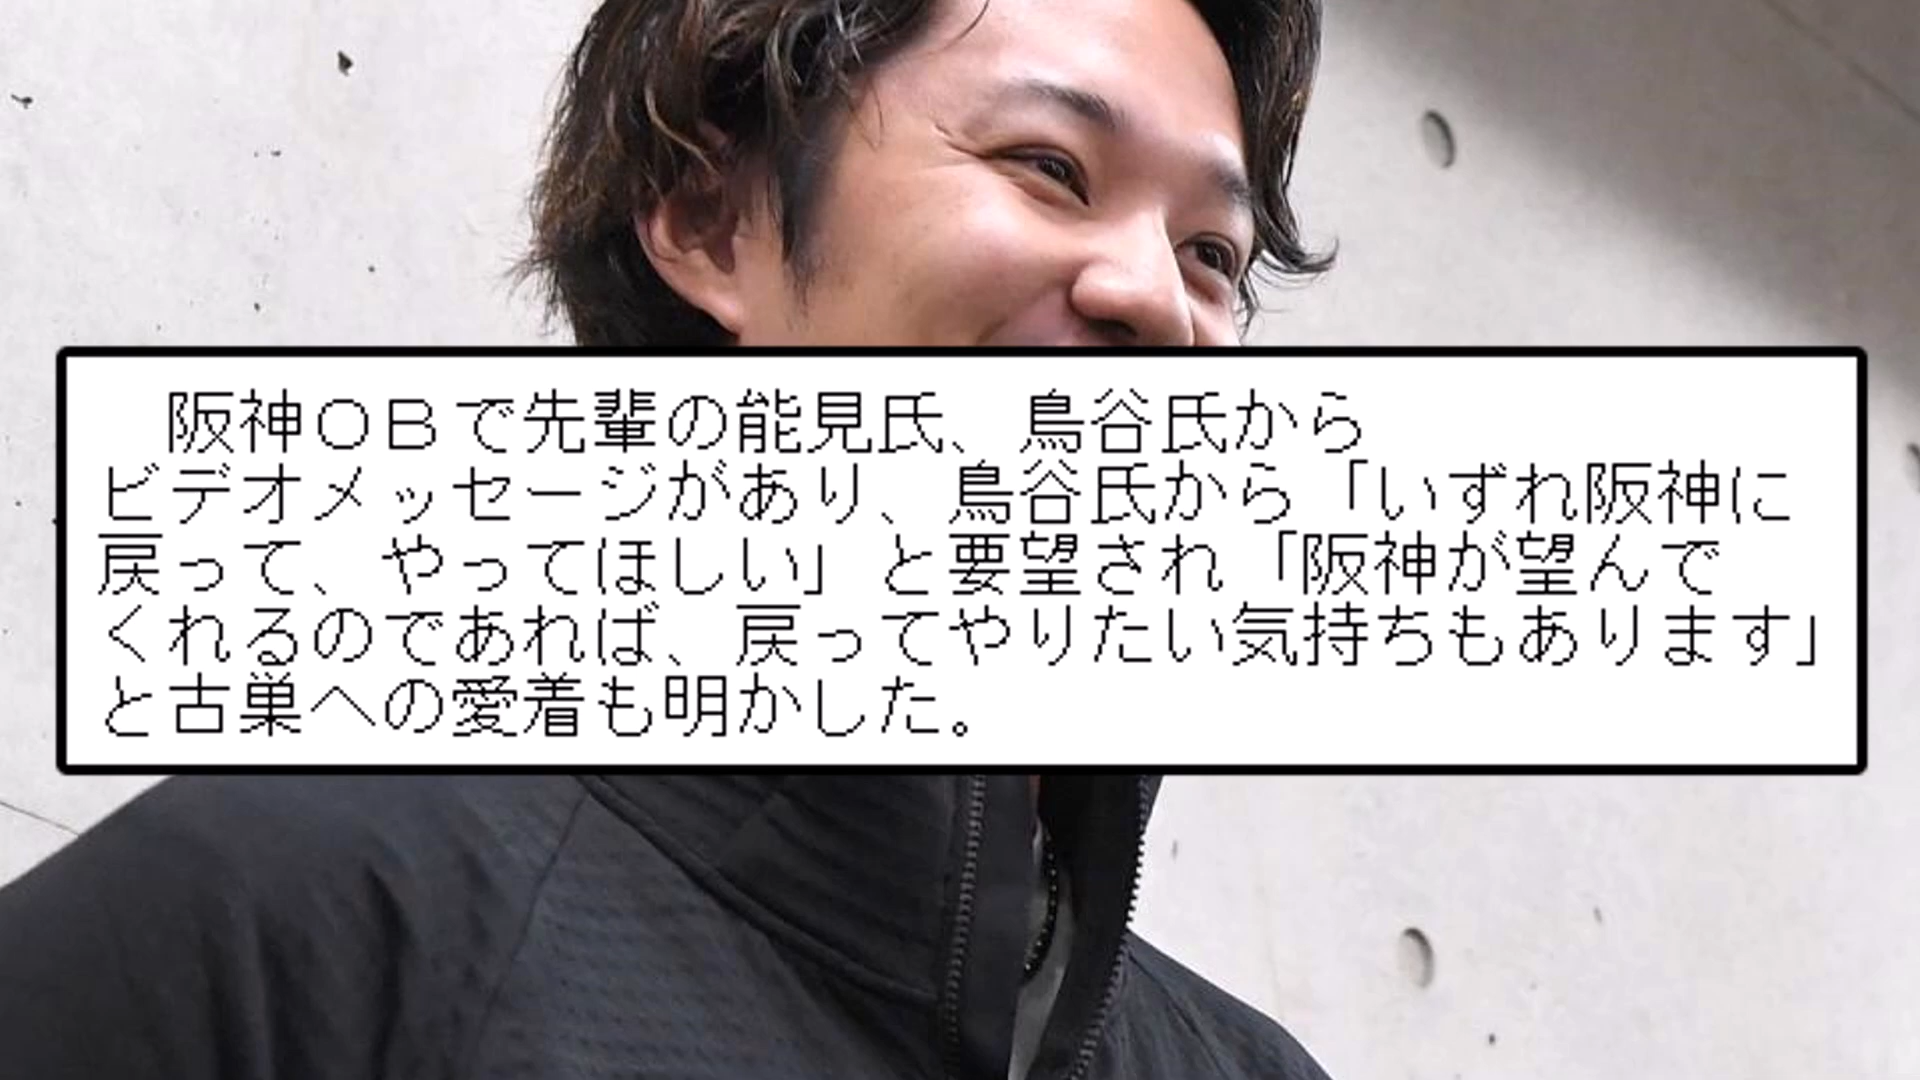 阪神ＯＢで先輩の能見氏、鳥谷氏から
ビデオメッセージがあり、鳥谷氏から「いずれ阪神に
戻って、やってほしい」と要望され「阪神が望んで
くれるのであれば、戻ってやりたい気持ちもあります」
と古巣への愛着も明かした。